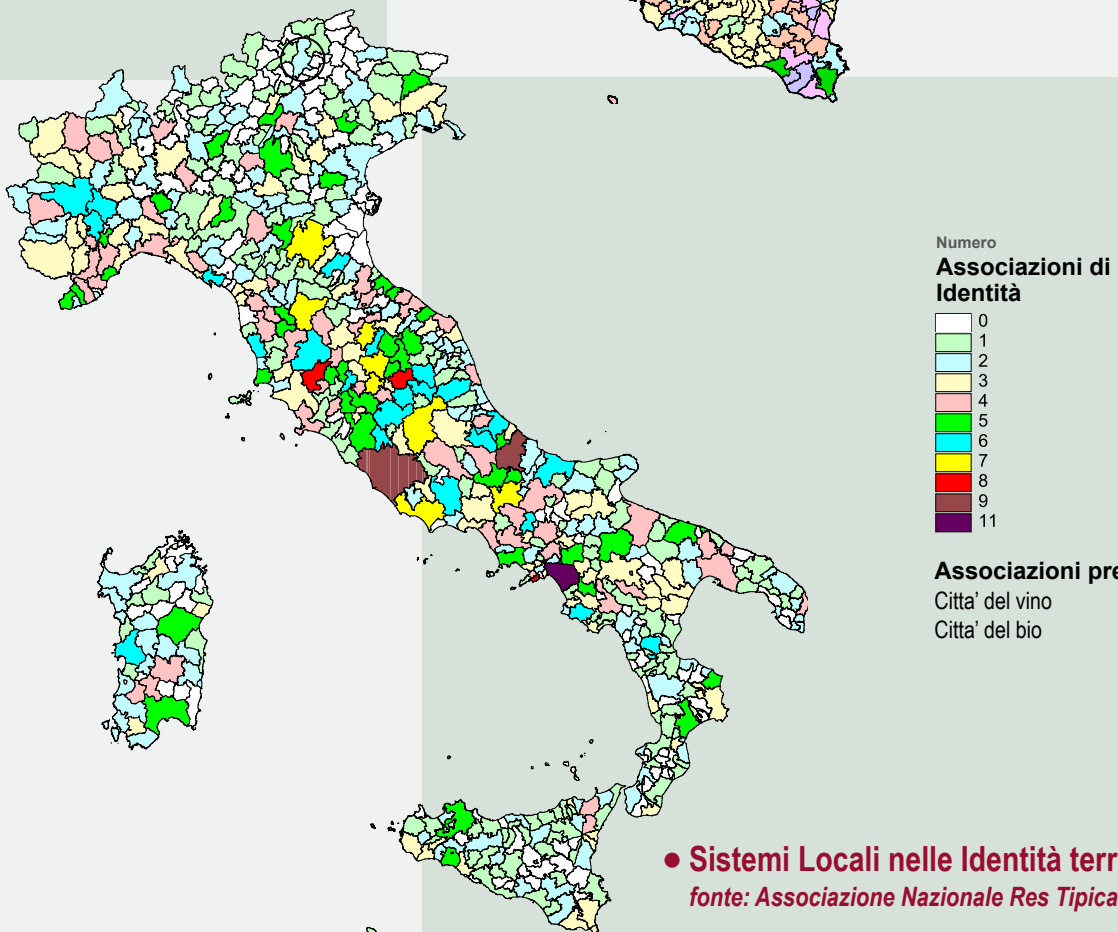 Numero
Associazioni di
Identità
0
1
2
3
4
5
6
7
8
9
11
Associazioni pre
Citta' del vino
Citta' del bio
• Sistemi Locali nelle Identità terr
fonte: Associazione Nazionale Res Tipica